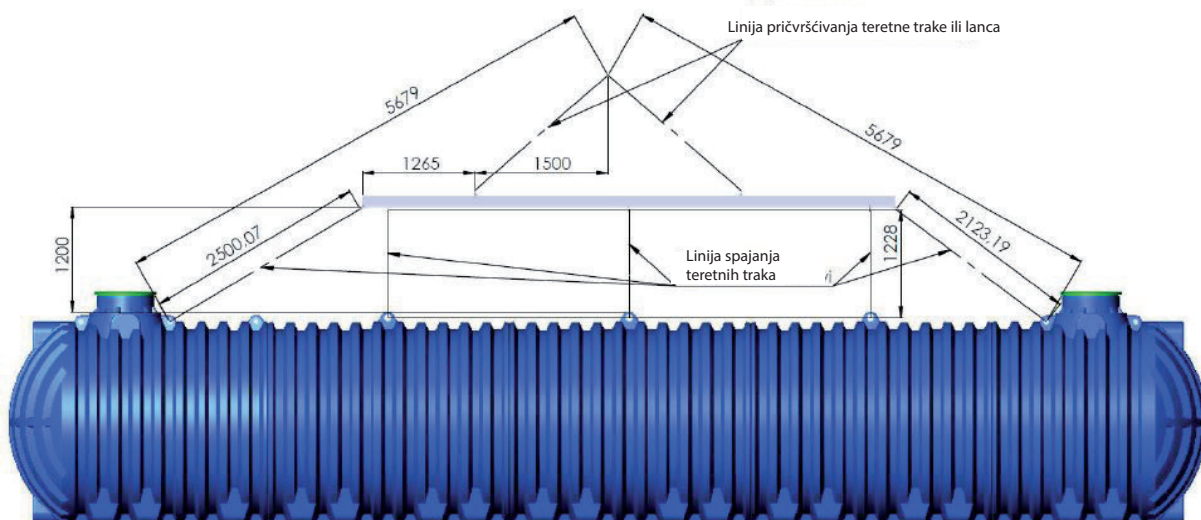 Linija pričvršćivanja teretne trake ili lanca
5679
5679
1265
1500
1200
2500.07
Linija spajanja
teretnih traka
1228
2123.19